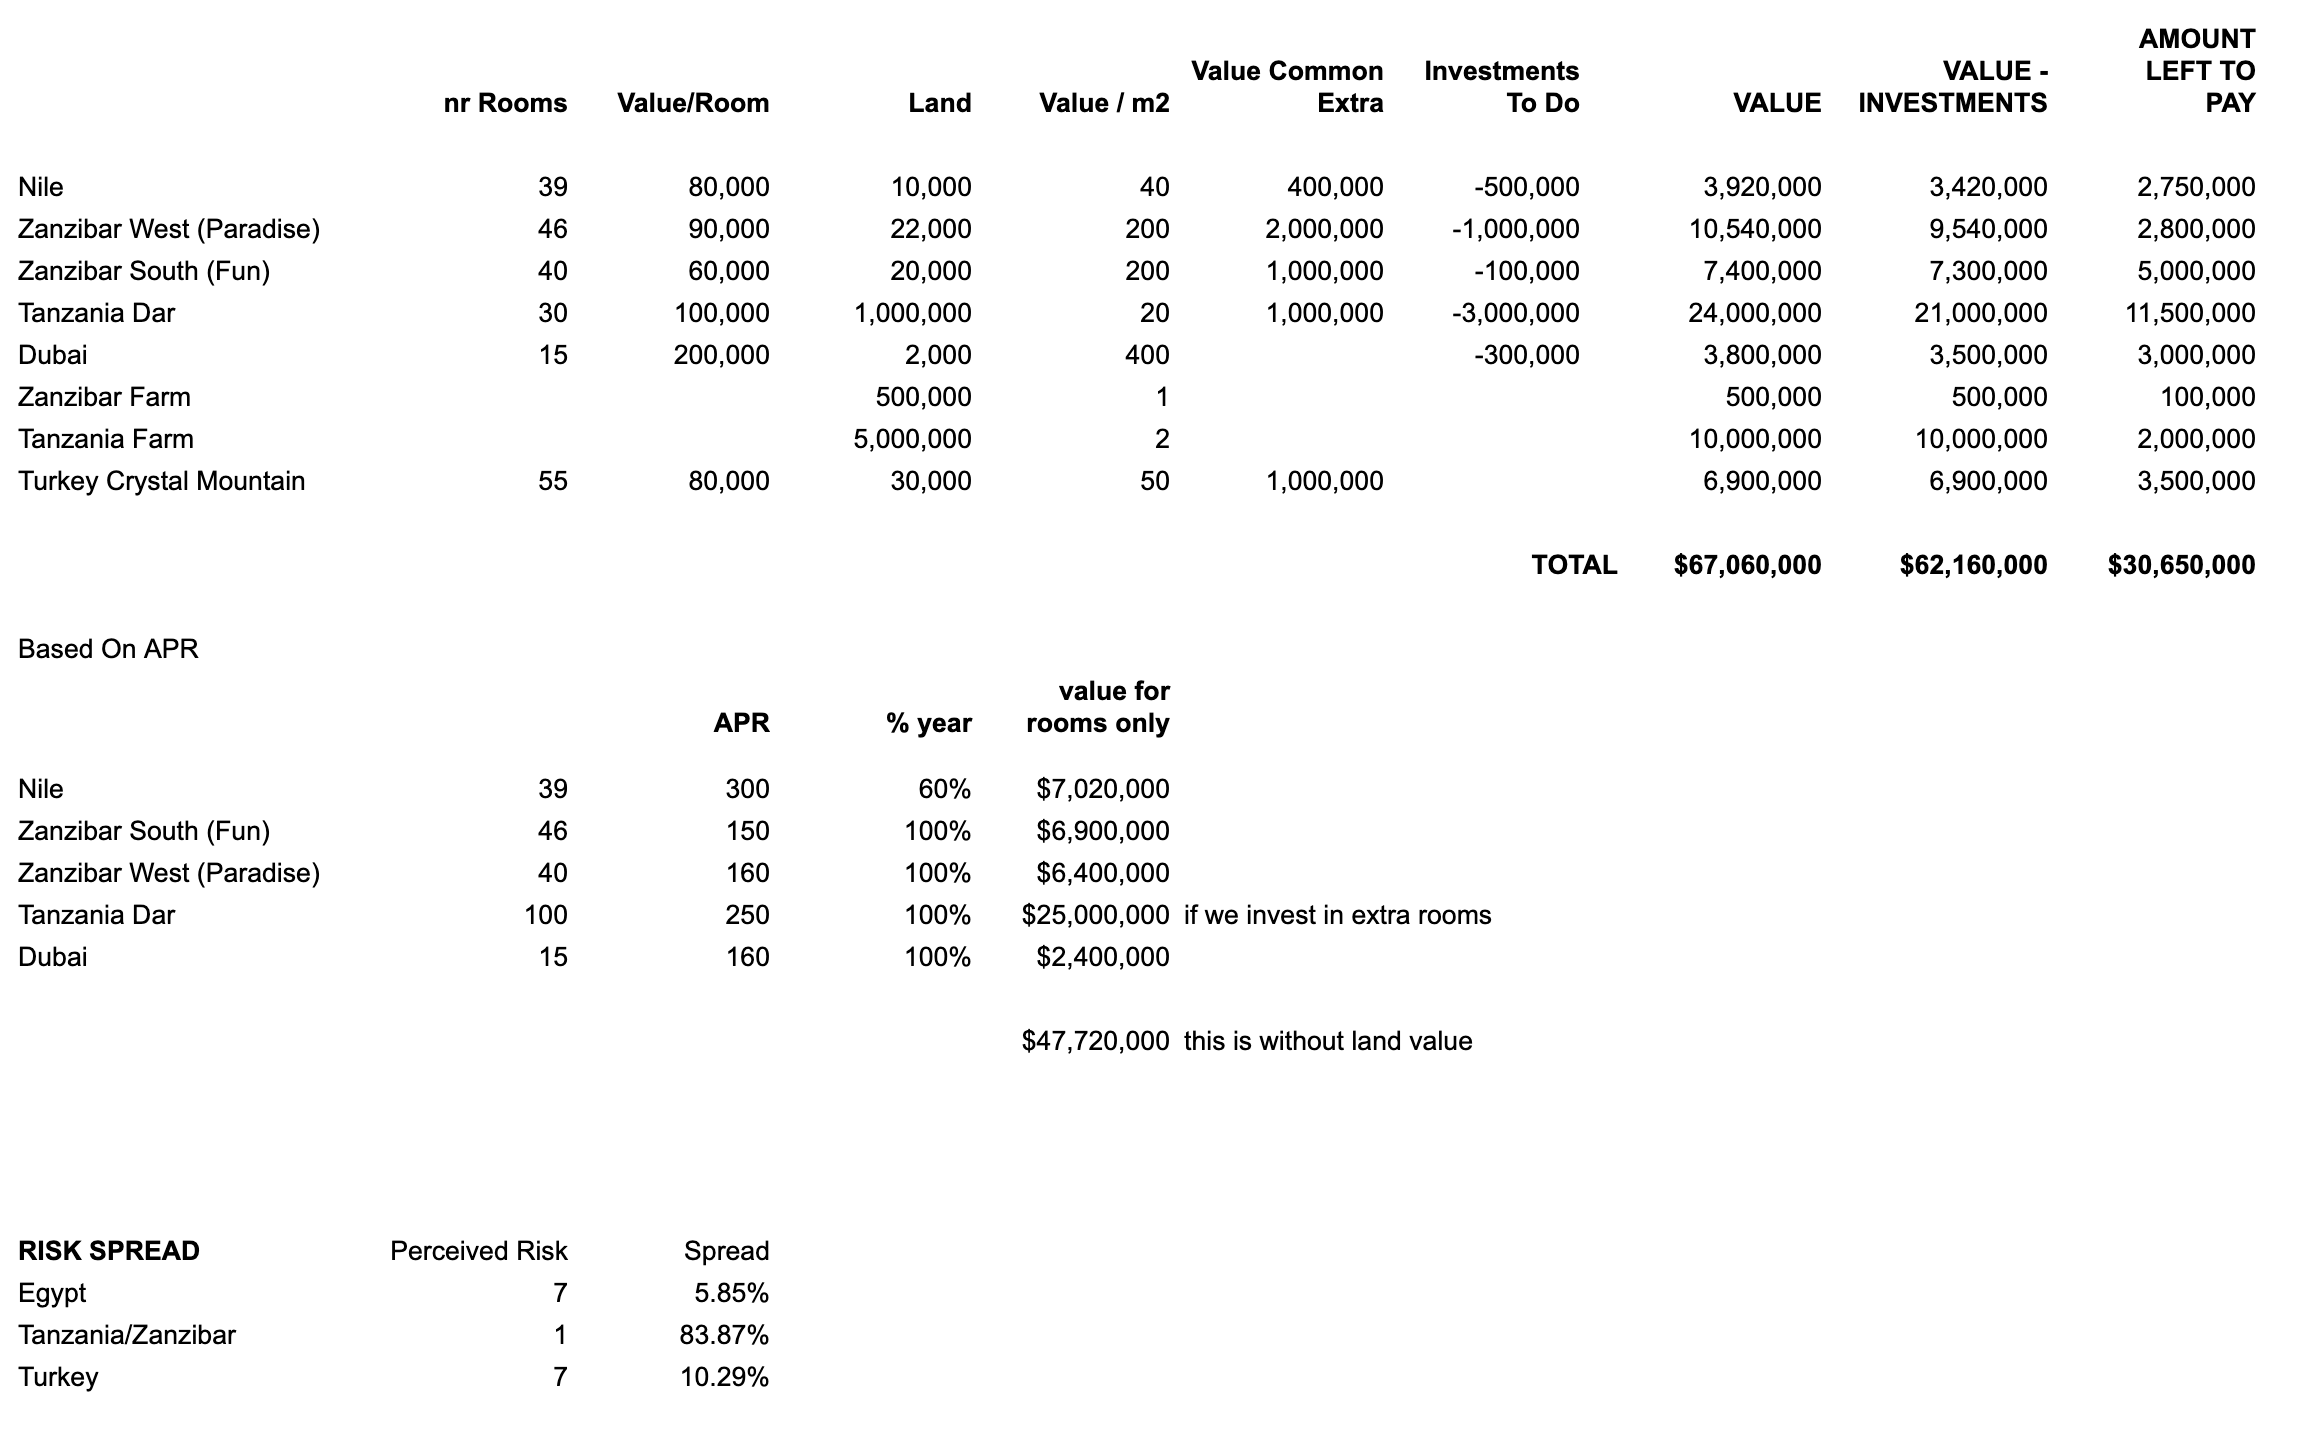 AMOUNT
Value Common Investments VALUE - LEFT TO
nr Rooms Value/Room Land Value / m2 Extra To Do VALUE INVESTMENTS PAY
Nile 39 80,000 10,000 40 400,000 -500,000 3,920,000 3,420,000 2,750,000
Zanzibar West (Paradise) 46 90,000 22,000 200 2,000,000 -1,000,000 10,540,000 9,540,000 2,800,000
Zanzibar South (Fun) 40 60,000 20,000 200 1,000,000 -100,000 7,400,000 7,300,000 5,000,000
Tanzania Dar 30 100,000 1,000,000 20 1,000,000 -3,000,000 24,000,000 21,000,000 11,500,000
Dubai 15 200,000 2,000 400 -300,000 3,800,000 3,500,000 3,000,000
Zanzibar Farm 500,000 1 500,000 500,000 100,000
Tanzania Farm 5,000,000 2 10,000,000 10,000,000 2,000,000
Turkey Crystal Mountain 55 80,000 30,000 50 1,000,000 6,900,000 6,900,000 3,500,000
TOTAL $67,060,000 $62,160,000 $30,650,000
Based On APR
value for
APR % year rooms only
Nile 39 300 60% $7,020,000
Zanzibar South (Fun) 46 150 100% $6,900,000
Zanzibar West (Paradise) 40 160 100% $6,400,000
Tanzania Dar 100 250 100% $25,000,000 if we invest in extra rooms
Dubai 15 160 100% $2,400,000
$47,720,000 this is without land value
RISK SPREAD Perceived Risk Spread
Egypt 7 5.85%
Tanzania/Zanzibar 1 83.87%
Turkey 7 10.29%